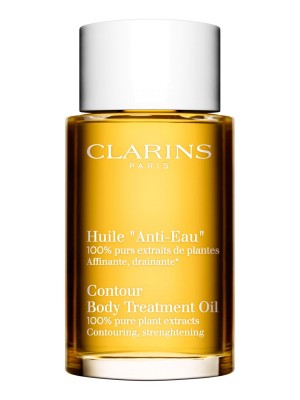 CLARINS
PARIS
Huile "Anti-Eau"
100% purs extraits de plantes
Affinante, drainante*
Contour
Body Treatment Oil
100% pure plant extracts
Contouring, strenghtening